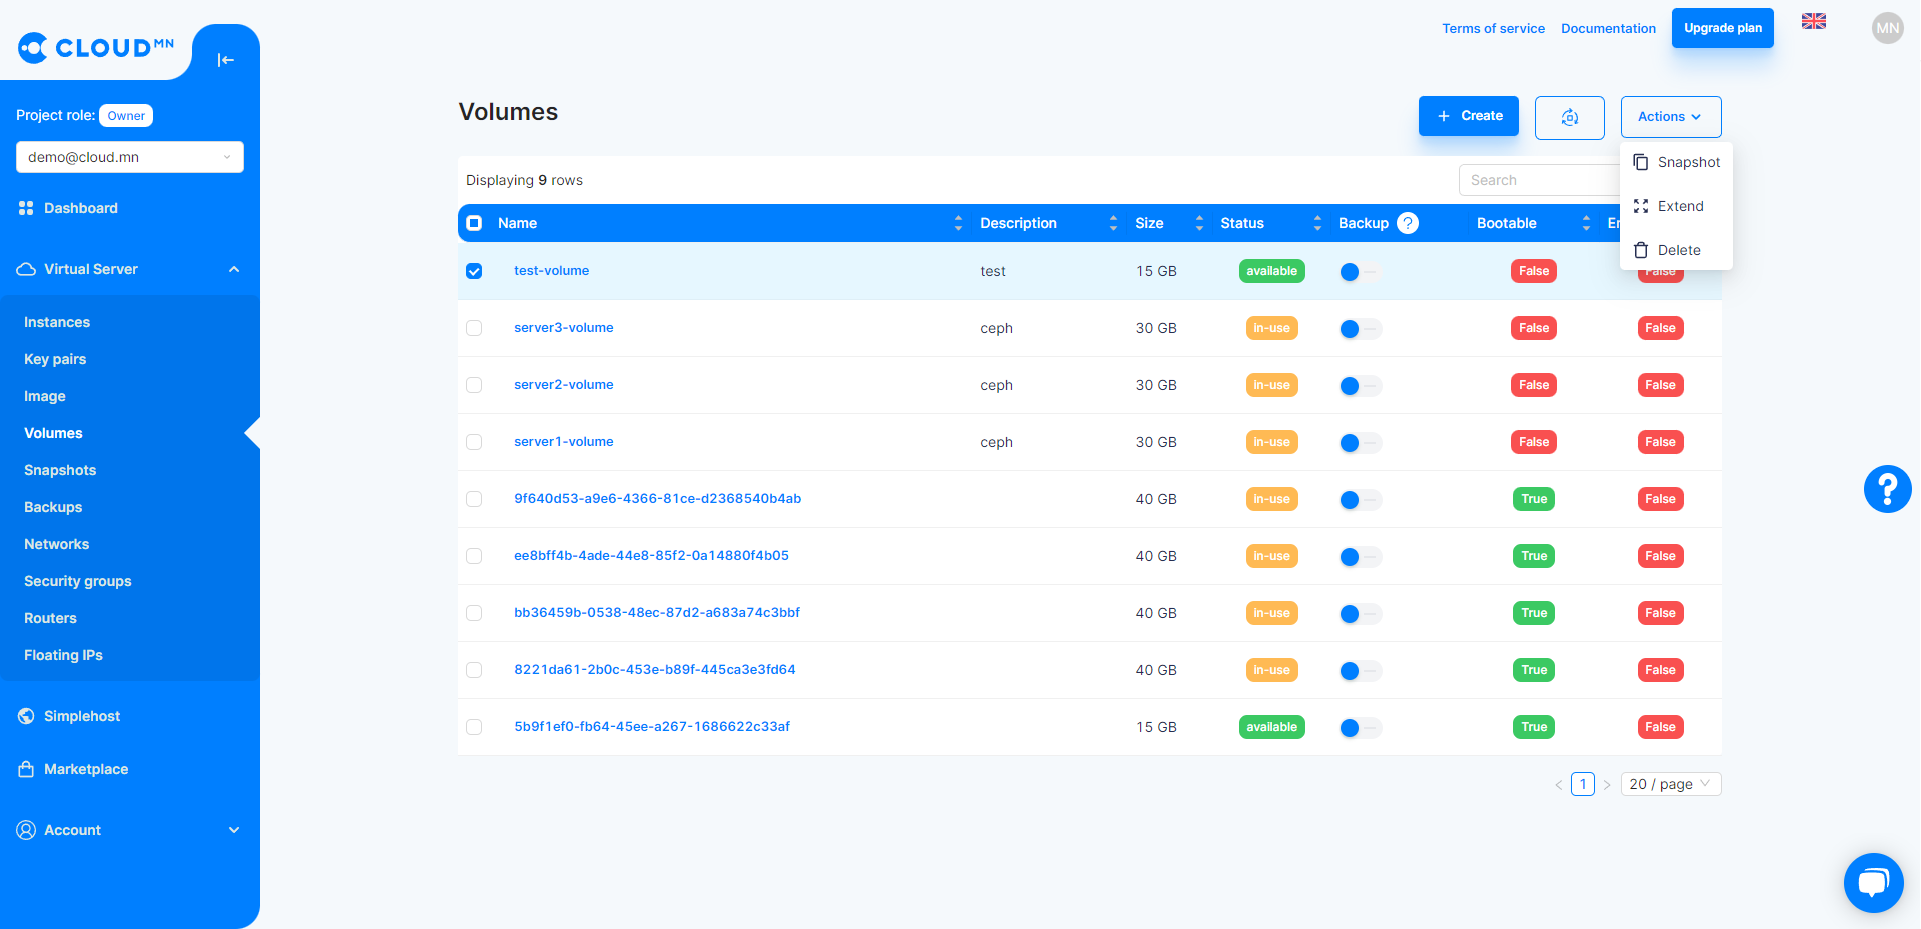 CLOUD MN
Terms of service
Documentation
Upgrade plan
MN
Project role: Owner
demo@cloud.mn
Dashboard
Virtual Server
Instances
Key pairs
Image
Volumes
Snapshots
Backups
Networks
Security groups
Routers
Floating IPs
Simplehost
Marketplace
Account
Volumes
+ Create
Actions
Snapshot
Extend
Delete
Displaying 9 rows
Search
Name Description Size Status Backup ? Bootable
test-volume test 15 GB available False False
server3-volume ceph 30 GB in-use False False
server2-volume ceph 30 GB in-use False False
server1-volume ceph 30 GB in-use False False
9f640d53-a9e6-4366-81ce-d2368540b4ab 40 GB in-use True False
ee8bff4b-4ade-44e8-85f2-0a14880f4b05 40 GB in-use True False
bb36459b-0538-48ec-87d2-a683a74c3bbf 40 GB in-use True False
8221da61-2b0c-453e-b89f-445ca3e3fd64 40 GB in-use True False
5b9f1ef0-fb64-45ee-a267-1686622c33af 15 GB available True False
< 1 > 20 / page
?